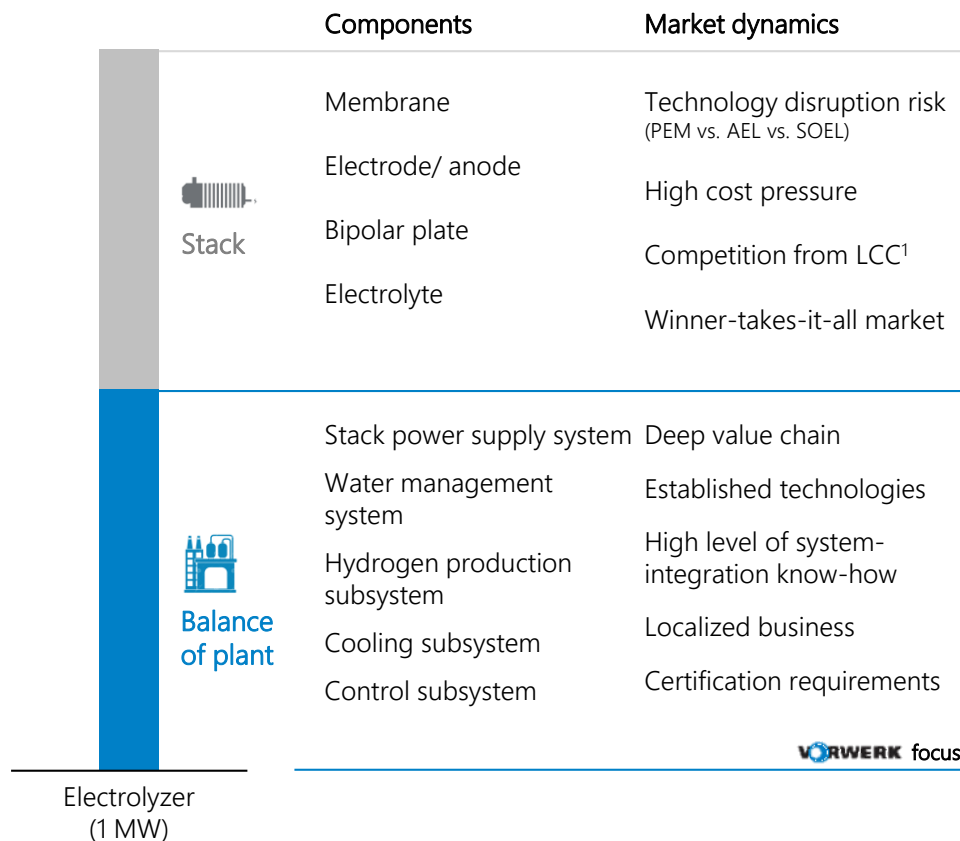 Components
Market dynamics
Stack
Membrane
Electrode/ anode
Bipolar plate
Electrolyte
Technology disruption risk
(PEM vs. AEL vs. SOEL)
High cost pressure
Competition from LCC¹
Winner-takes-it-all market
Balance
of plant
Stack power supply system
Water management
system
Hydrogen production
subsystem
Cooling subsystem
Control subsystem
Deep value chain
Established technologies
High level of system-
integration know-how
Localized business
Certification requirements
VORWERK focus
Electrolyzer
(1 MW)